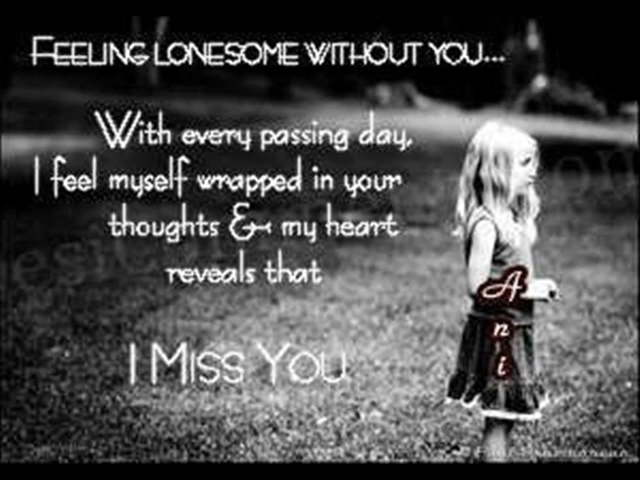 FEELING LONESOME WITHOUT YOU...
With every passing day,
I feel myself wrapped in your
thoughts & my heart
reveals that
I MISS YOU
Ani